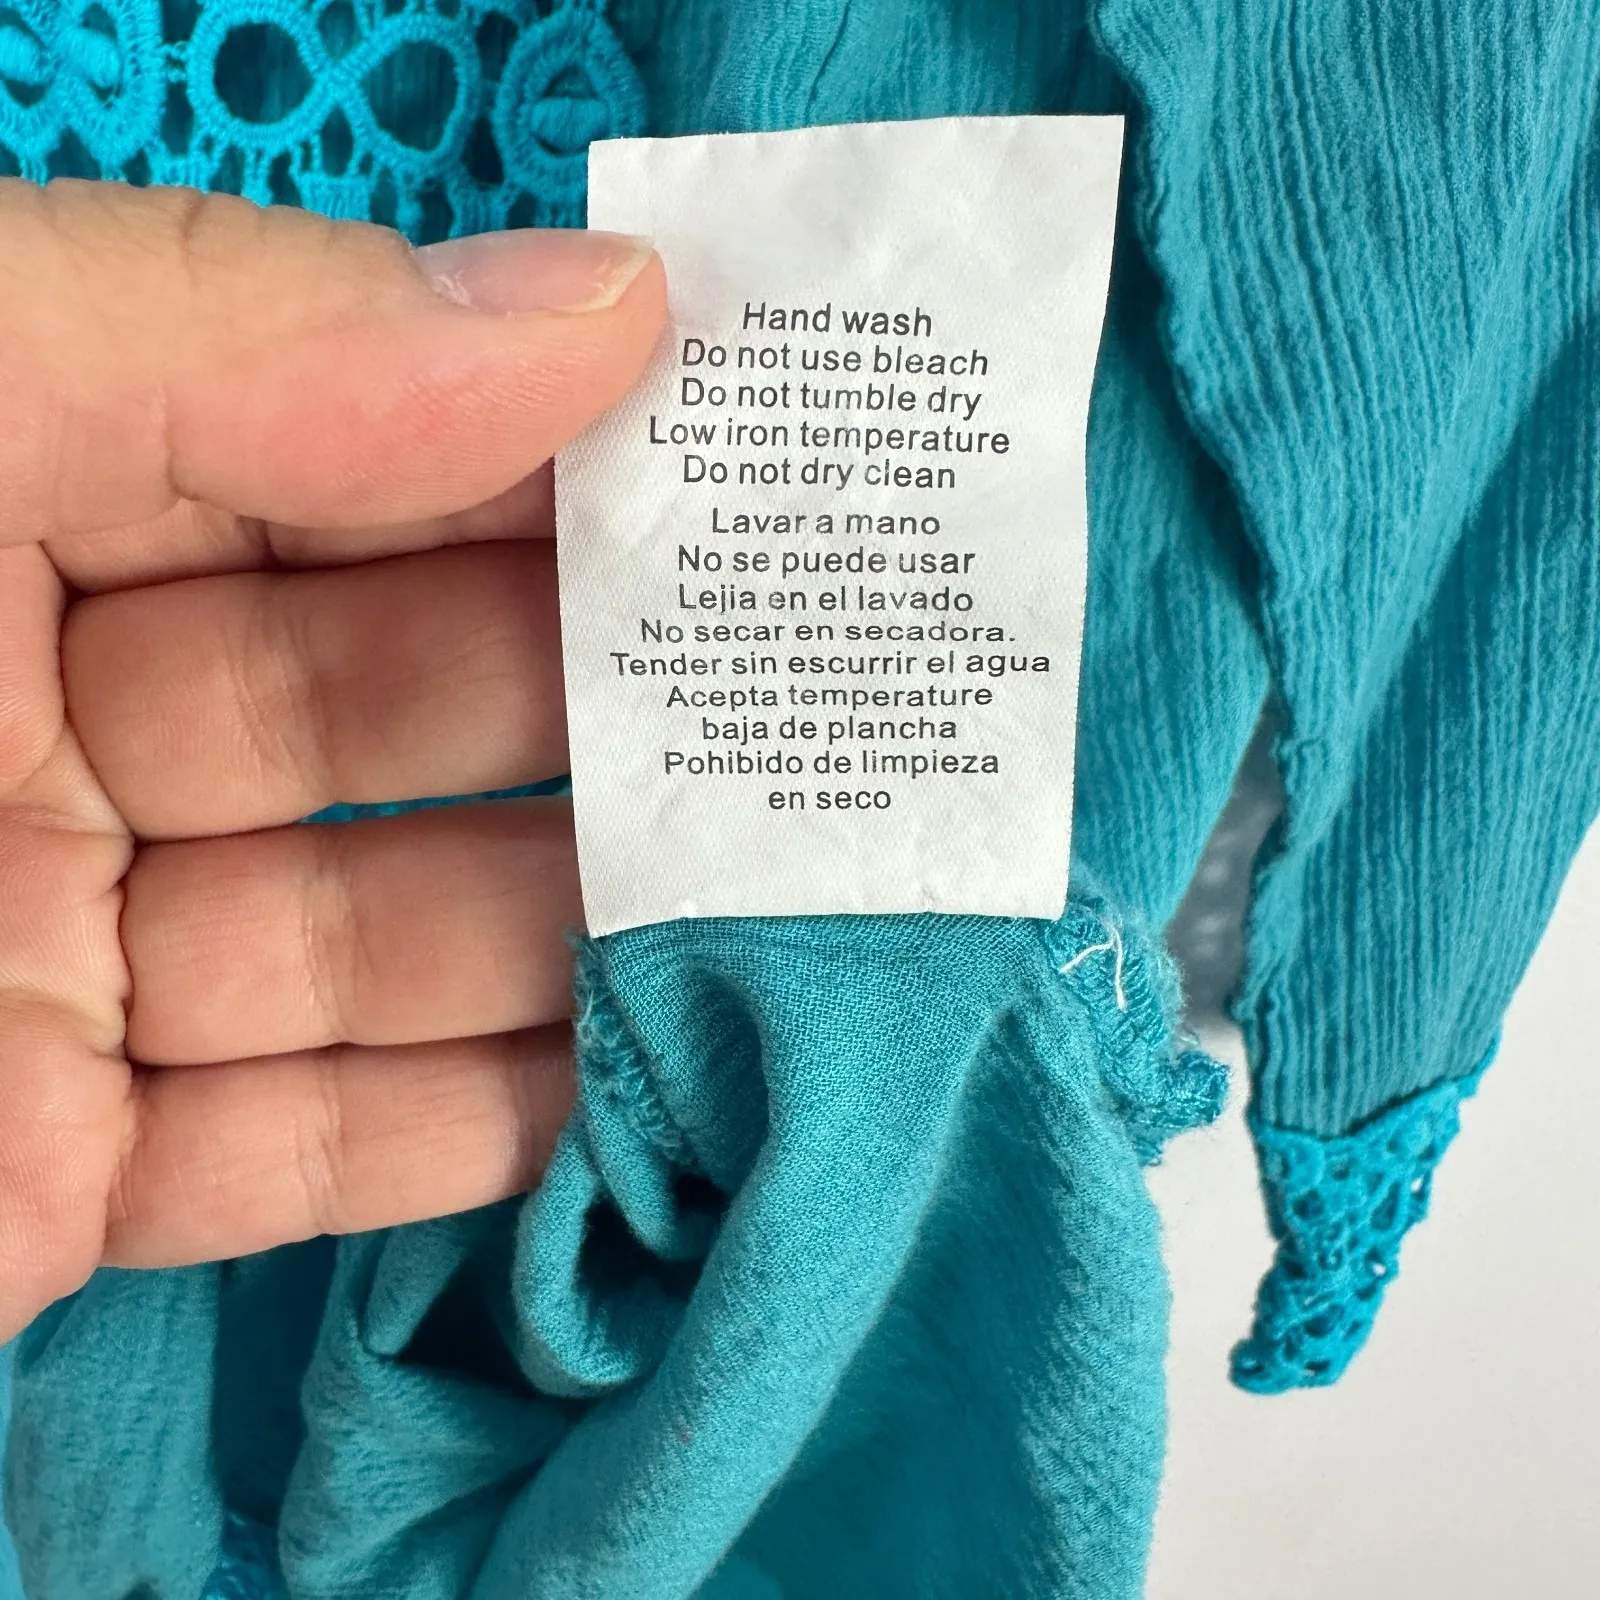 Hand wash
Do not use bleach
Do not tumble dry
Low iron temperature
Do not dry clean
Lavar a mano
No se puede usar
Lejia en el lavado
No secar en secadora.
Tender sin escurrir el agua
Acepta temperature
baja de plancha
Pohibido de limpieza
en seco